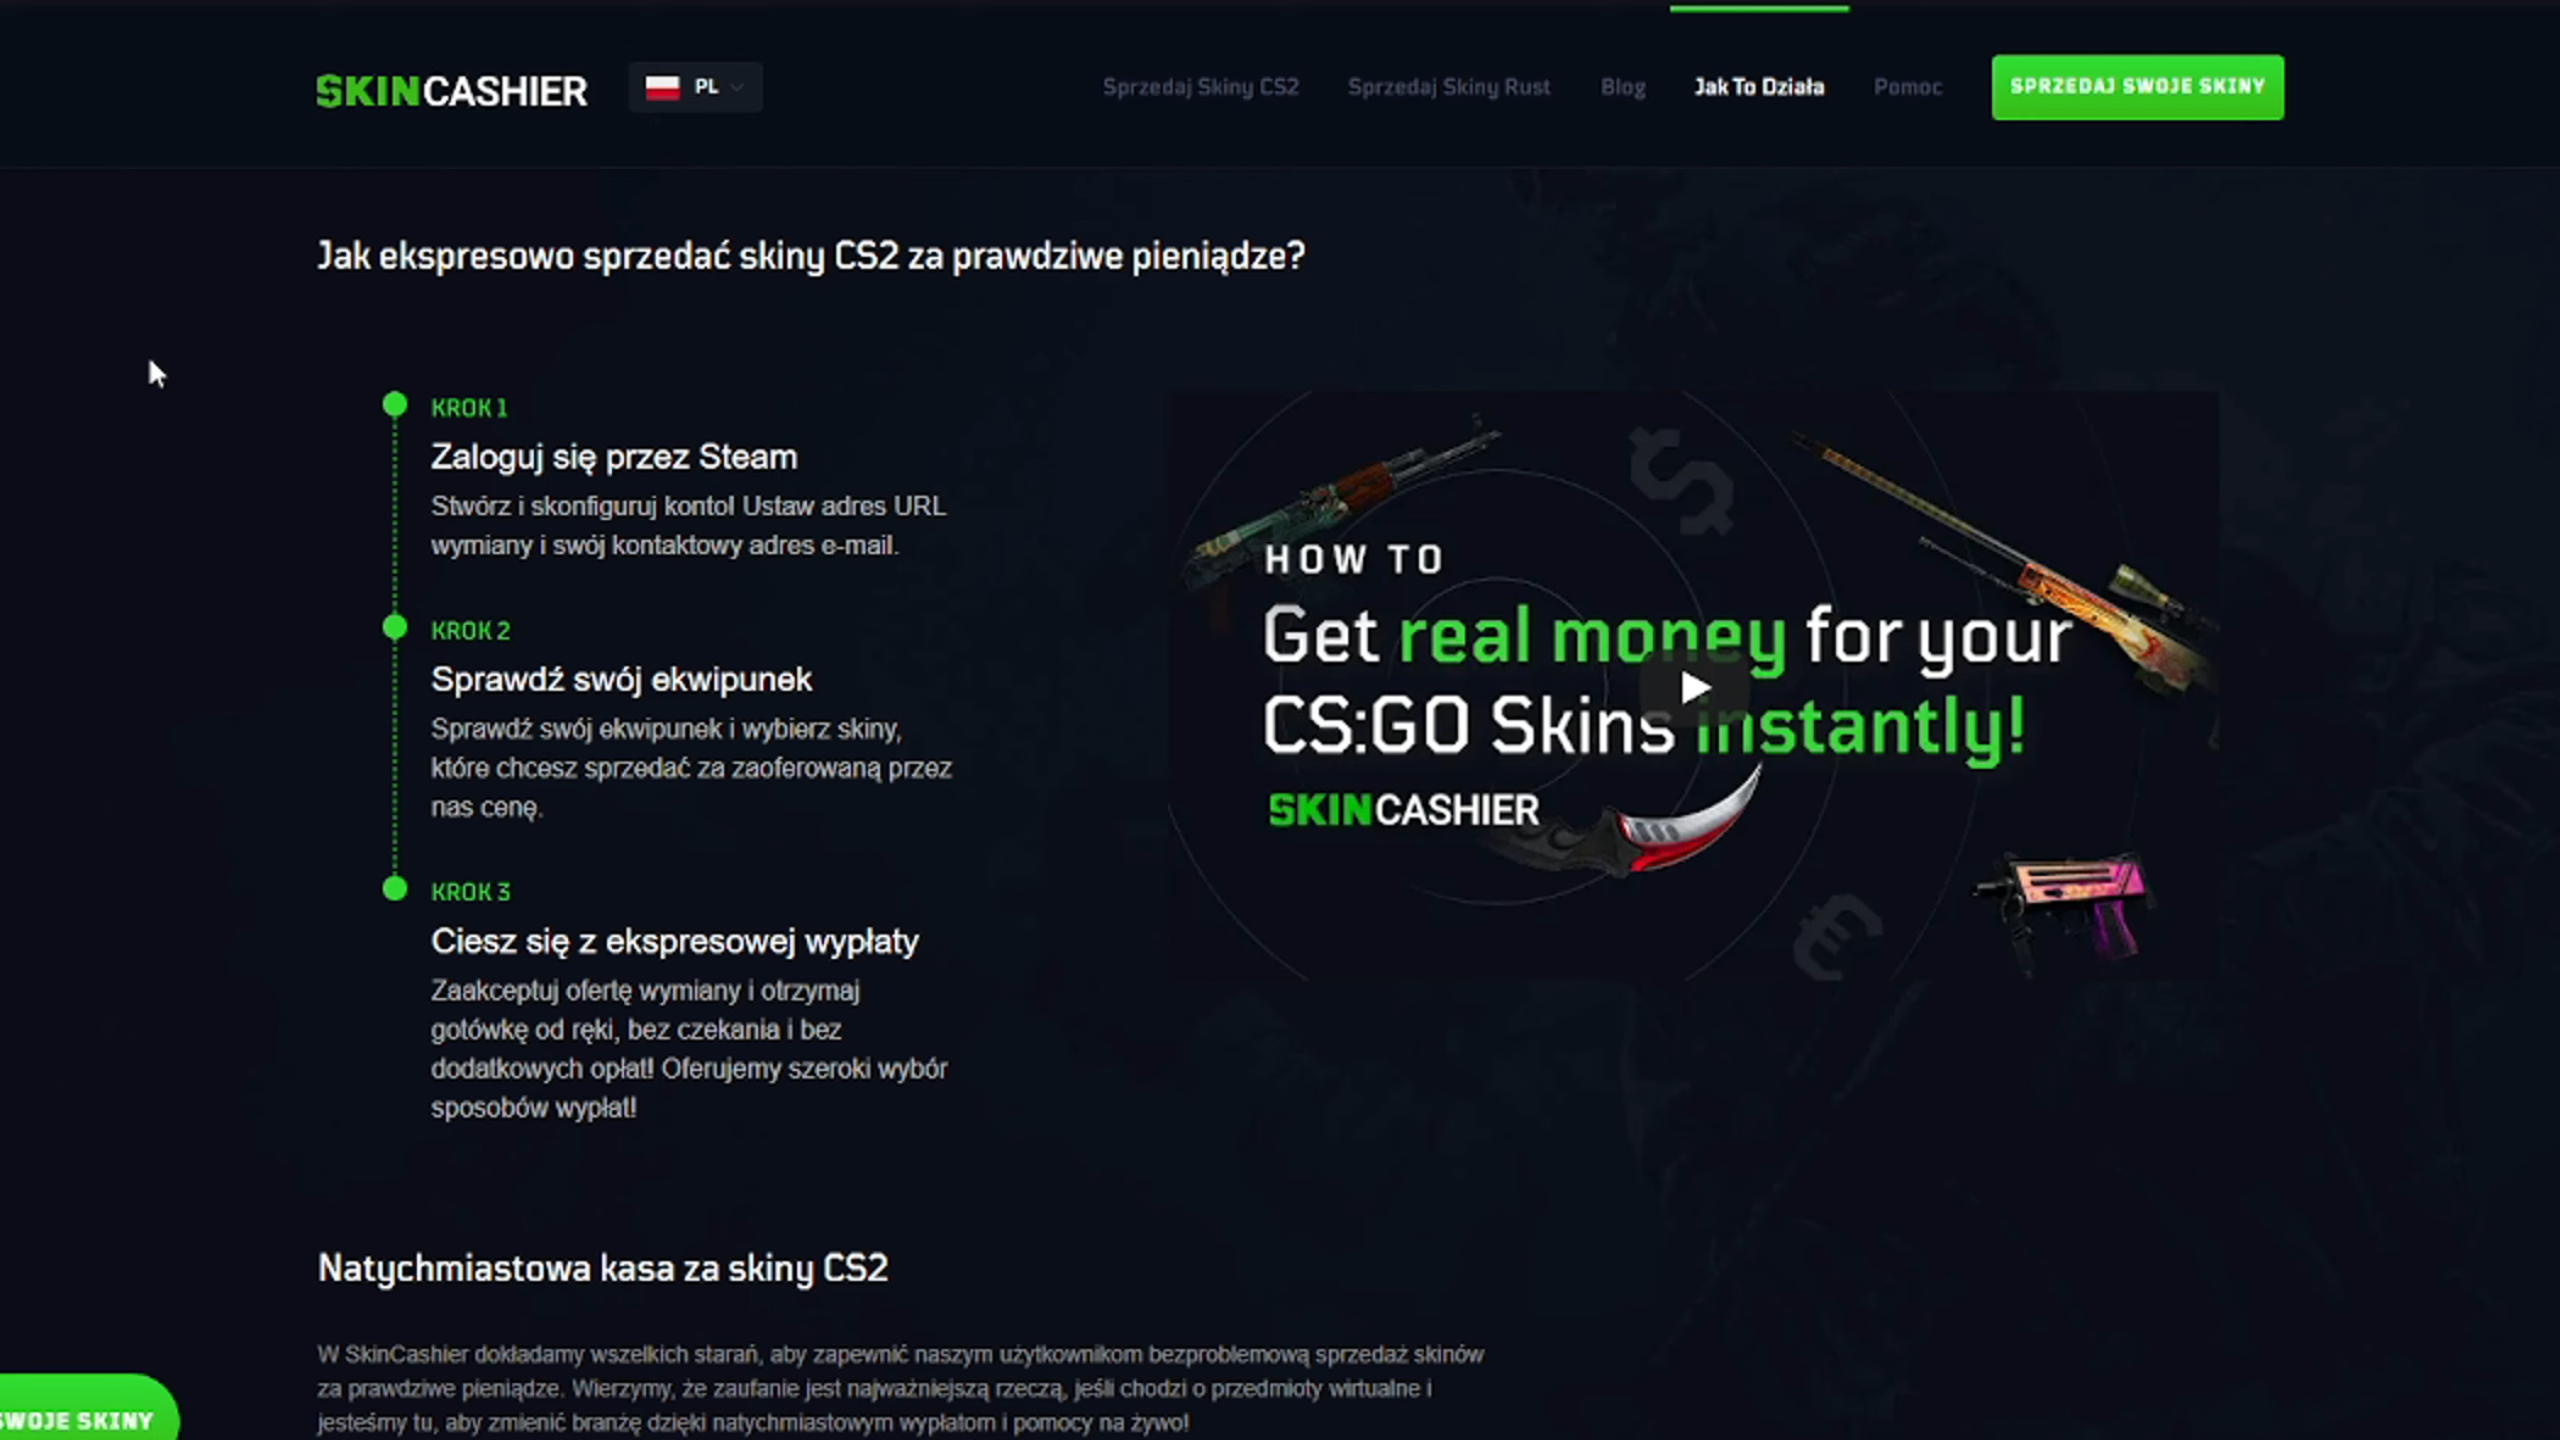 SKINCASHIER
PL
Sprzedaj Skiny CS2
Sprzedaj Skiny Rust
Blog
Jak To Działa
Pomoc
SPRZEDAJ SWOJE SKINY
Jak ekspresowo sprzedać skiny CS2 za prawdziwe pieniądze?
KROK 1
Zaloguj się przez Steam
Stwórz i skonfiguruj konto! Ustaw adres URL
wymiany i swój kontaktowy adres e-mail.
KROK 2
Sprawdź swój ekwipunek
Sprawdź swój ekwipunek i wybierz skiny,
które chcesz sprzedać za zaoferowaną przez
nas cenę.
KROK 3
Ciesz się z ekspresowej wypłaty
Zaakceptuj ofertę wymiany i otrzymaj
gotówkę od ręki, bez czekania i bez
dodatkowych opłat! Oferujemy szeroki wybór
sposobów wypłat!
HOW TO
Get real money for your
CS:GO Skins instantly!
SKINCASHIER
Natychmiastowa kasa za skiny CS2
W SkinCashier dokładamy wszelkich starań, aby zapewnić naszym użytkownikom bezproblemową sprzedaż skinów
za prawdziwe pieniądze. Wierzymy, że zaufanie jest najważniejszą rzeczą, jeśli chodzi o przedmioty wirtualne i
jesteśmy tu, aby zmienić branżę dzięki natychmiastowym wypłatom i pomocy na żywo!
SWOJE SKINY